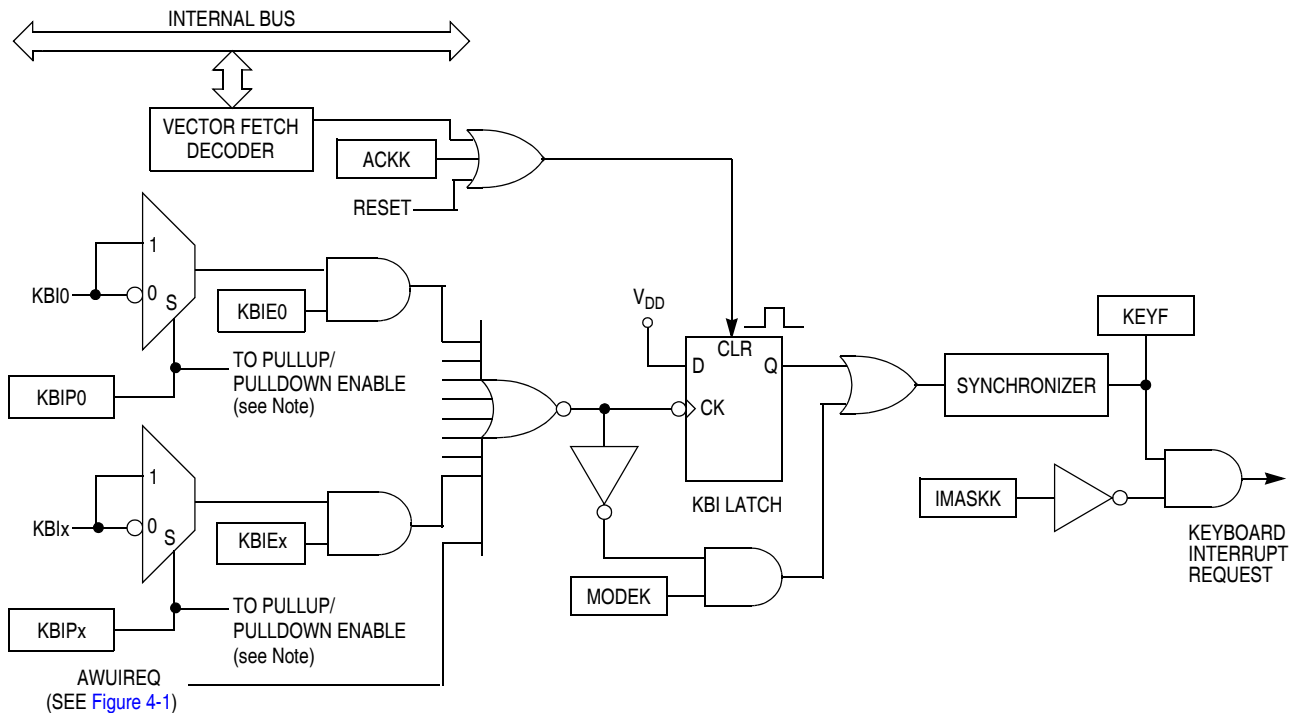 INTERNAL BUS
VECTOR FETCH
DECODER
ACKK
RESET
1
KBI0
0
S
KBIE0
VDD
KEYF
CLR
D
Q
TO PULLUP/
PULLDOWN ENABLE
(see Note)
KBIP0
SYNCHRONIZER
CK
1
KBI LATCH
IMASKK
KBIx
0
S
KBIEx
KEYBOARD
INTERRUPT
REQUEST
MODEK
TO PULLUP/
PULLDOWN ENABLE
(see Note)
KBIPx
AWUIREQ
(SEE Figure 4-1)